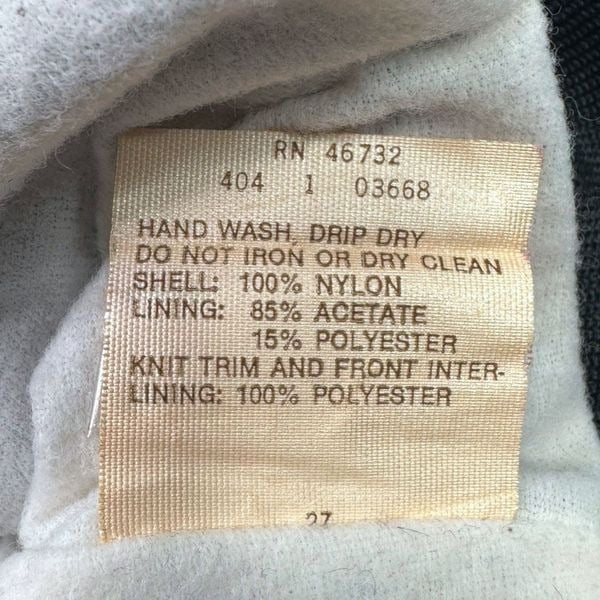 RN 46732
404 1 03668
HAND WASH, DRIP DRY
DO NOT IRON OR DRY CLEAN
SHELL: 100% NYLON
LINING: 85% ACETATE
15% POLYESTER
KNIT TRIM AND FRONT INTER-
LINING: 100% POLYESTER
27